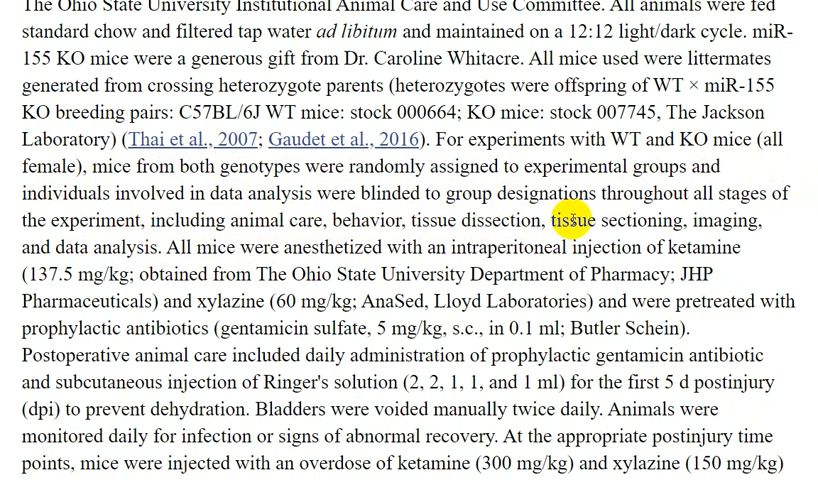 The Ohio State University Institutional Animal Care and Use Committee. All animals were fed
standard chow and filtered tap water ad libitum and maintained on a 12:12 light/dark cycle. miR-
155 KO mice were a generous gift from Dr. Caroline Whitacre. All mice used were littermates
generated from crossing heterozygote parents (heterozygotes were offspring of WT × miR-155
KO breeding pairs: C57BL/6J WT mice: stock 000664; KO mice: stock 007745, The Jackson
Laboratory) (Thai et al., 2007; Gaudet et al., 2016). For experiments with WT and KO mice (all
female), mice from both genotypes were randomly assigned to experimental groups and
individuals involved in data analysis were blinded to group designations throughout all stages of
the experiment, including animal care, behavior, tissue dissection, tissue sectioning, imaging,
and data analysis. All mice were anesthetized with an intraperitoneal injection of ketamine
(137.5 mg/kg; obtained from The Ohio State University Department of Pharmacy; JHP
Pharmaceuticals) and xylazine (60 mg/kg; AnaSed, Lloyd Laboratories) and were pretreated with
prophylactic antibiotics (gentamicin sulfate, 5 mg/kg, s.c., in 0.1 ml; Butler Schein).
Postoperative animal care included daily administration of prophylactic gentamicin antibiotic
and subcutaneous injection of Ringer's solution (2, 2, 1, 1, and 1 ml) for the first 5 d postinjury
(dpi) to prevent dehydration. Bladders were voided manually twice daily. Animals were
monitored daily for infection or signs of abnormal recovery. At the appropriate postinjury time
points, mice were injected with an overdose of ketamine (300 mg/kg) and xylazine (150 mg/kg)